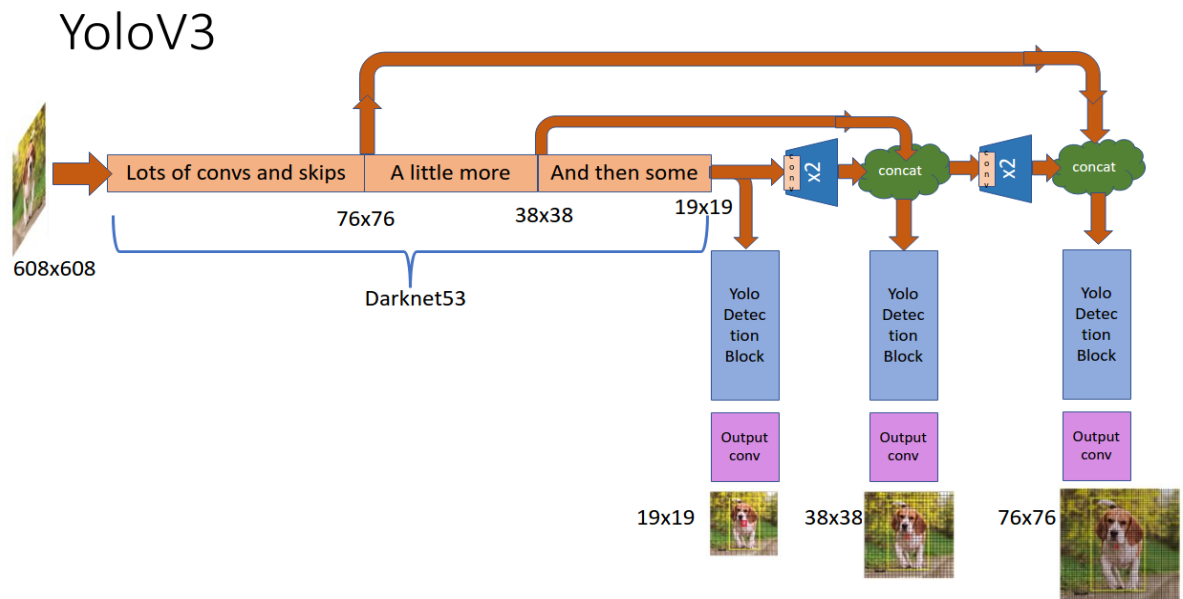 YoloV3
Lots of convs and skips
A little more
And then some
c
o
n
v
x2
concat
c
o
n
v
x2
concat
76x76
38x38
19x19
608x608
Darknet53
Yolo
Detec
tion
Block
Yolo
Detec
tion
Block
Yolo
Detec
tion
Block
Output
conv
Output
conv
Output
conv
19x19
38x38
76x76